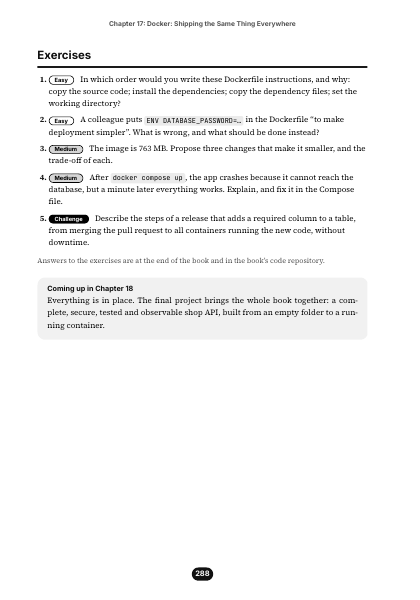 Chapter 17: Docker: Shipping the Same Thing Everywhere
Exercises
1. Easy In which order would you write these Dockerfile instructions, and why:
copy the source code; install the dependencies; copy the dependency files; set the
working directory?
2. Easy A colleague puts ENV DATABASE_PASSWORD=… in the Dockerfile “to make
deployment simpler”. What is wrong, and what should be done instead?
3. Medium The image is 763 MB. Propose three changes that make it smaller, and the
trade-off of each.
4. Medium After docker compose up, the app crashes because it cannot reach the
database, but a minute later everything works. Explain, and fix it in the Compose
file.
5. Challenge Describe the steps of a release that adds a required column to a table,
from merging the pull request to all containers running the new code, without
downtime.
Answers to the exercises are at the end of the book and in the book’s code repository.
Coming up in Chapter 18
Everything is in place. The final project brings the whole book together: a com-
plete, secure, tested and observable shop API, built from an empty folder to a run-
ning container.
288